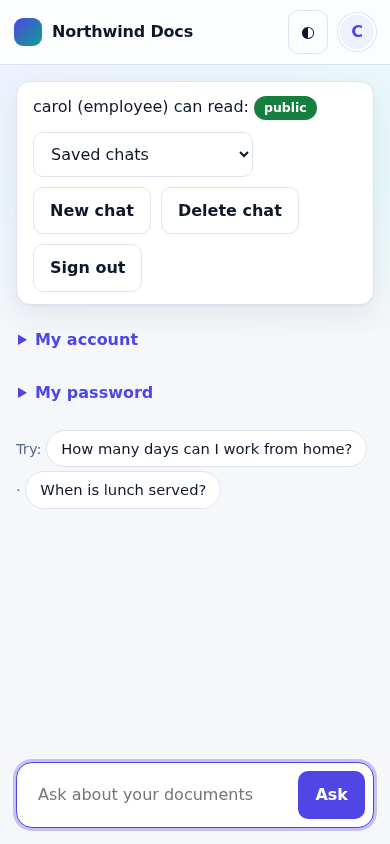 Northwind Docs
C
carol (employee) can read: public
Saved chats
New chat
Delete chat
Sign out
My account
My password
Try: How many days can I work from home?
· When is lunch served?
Ask about your documents
Ask